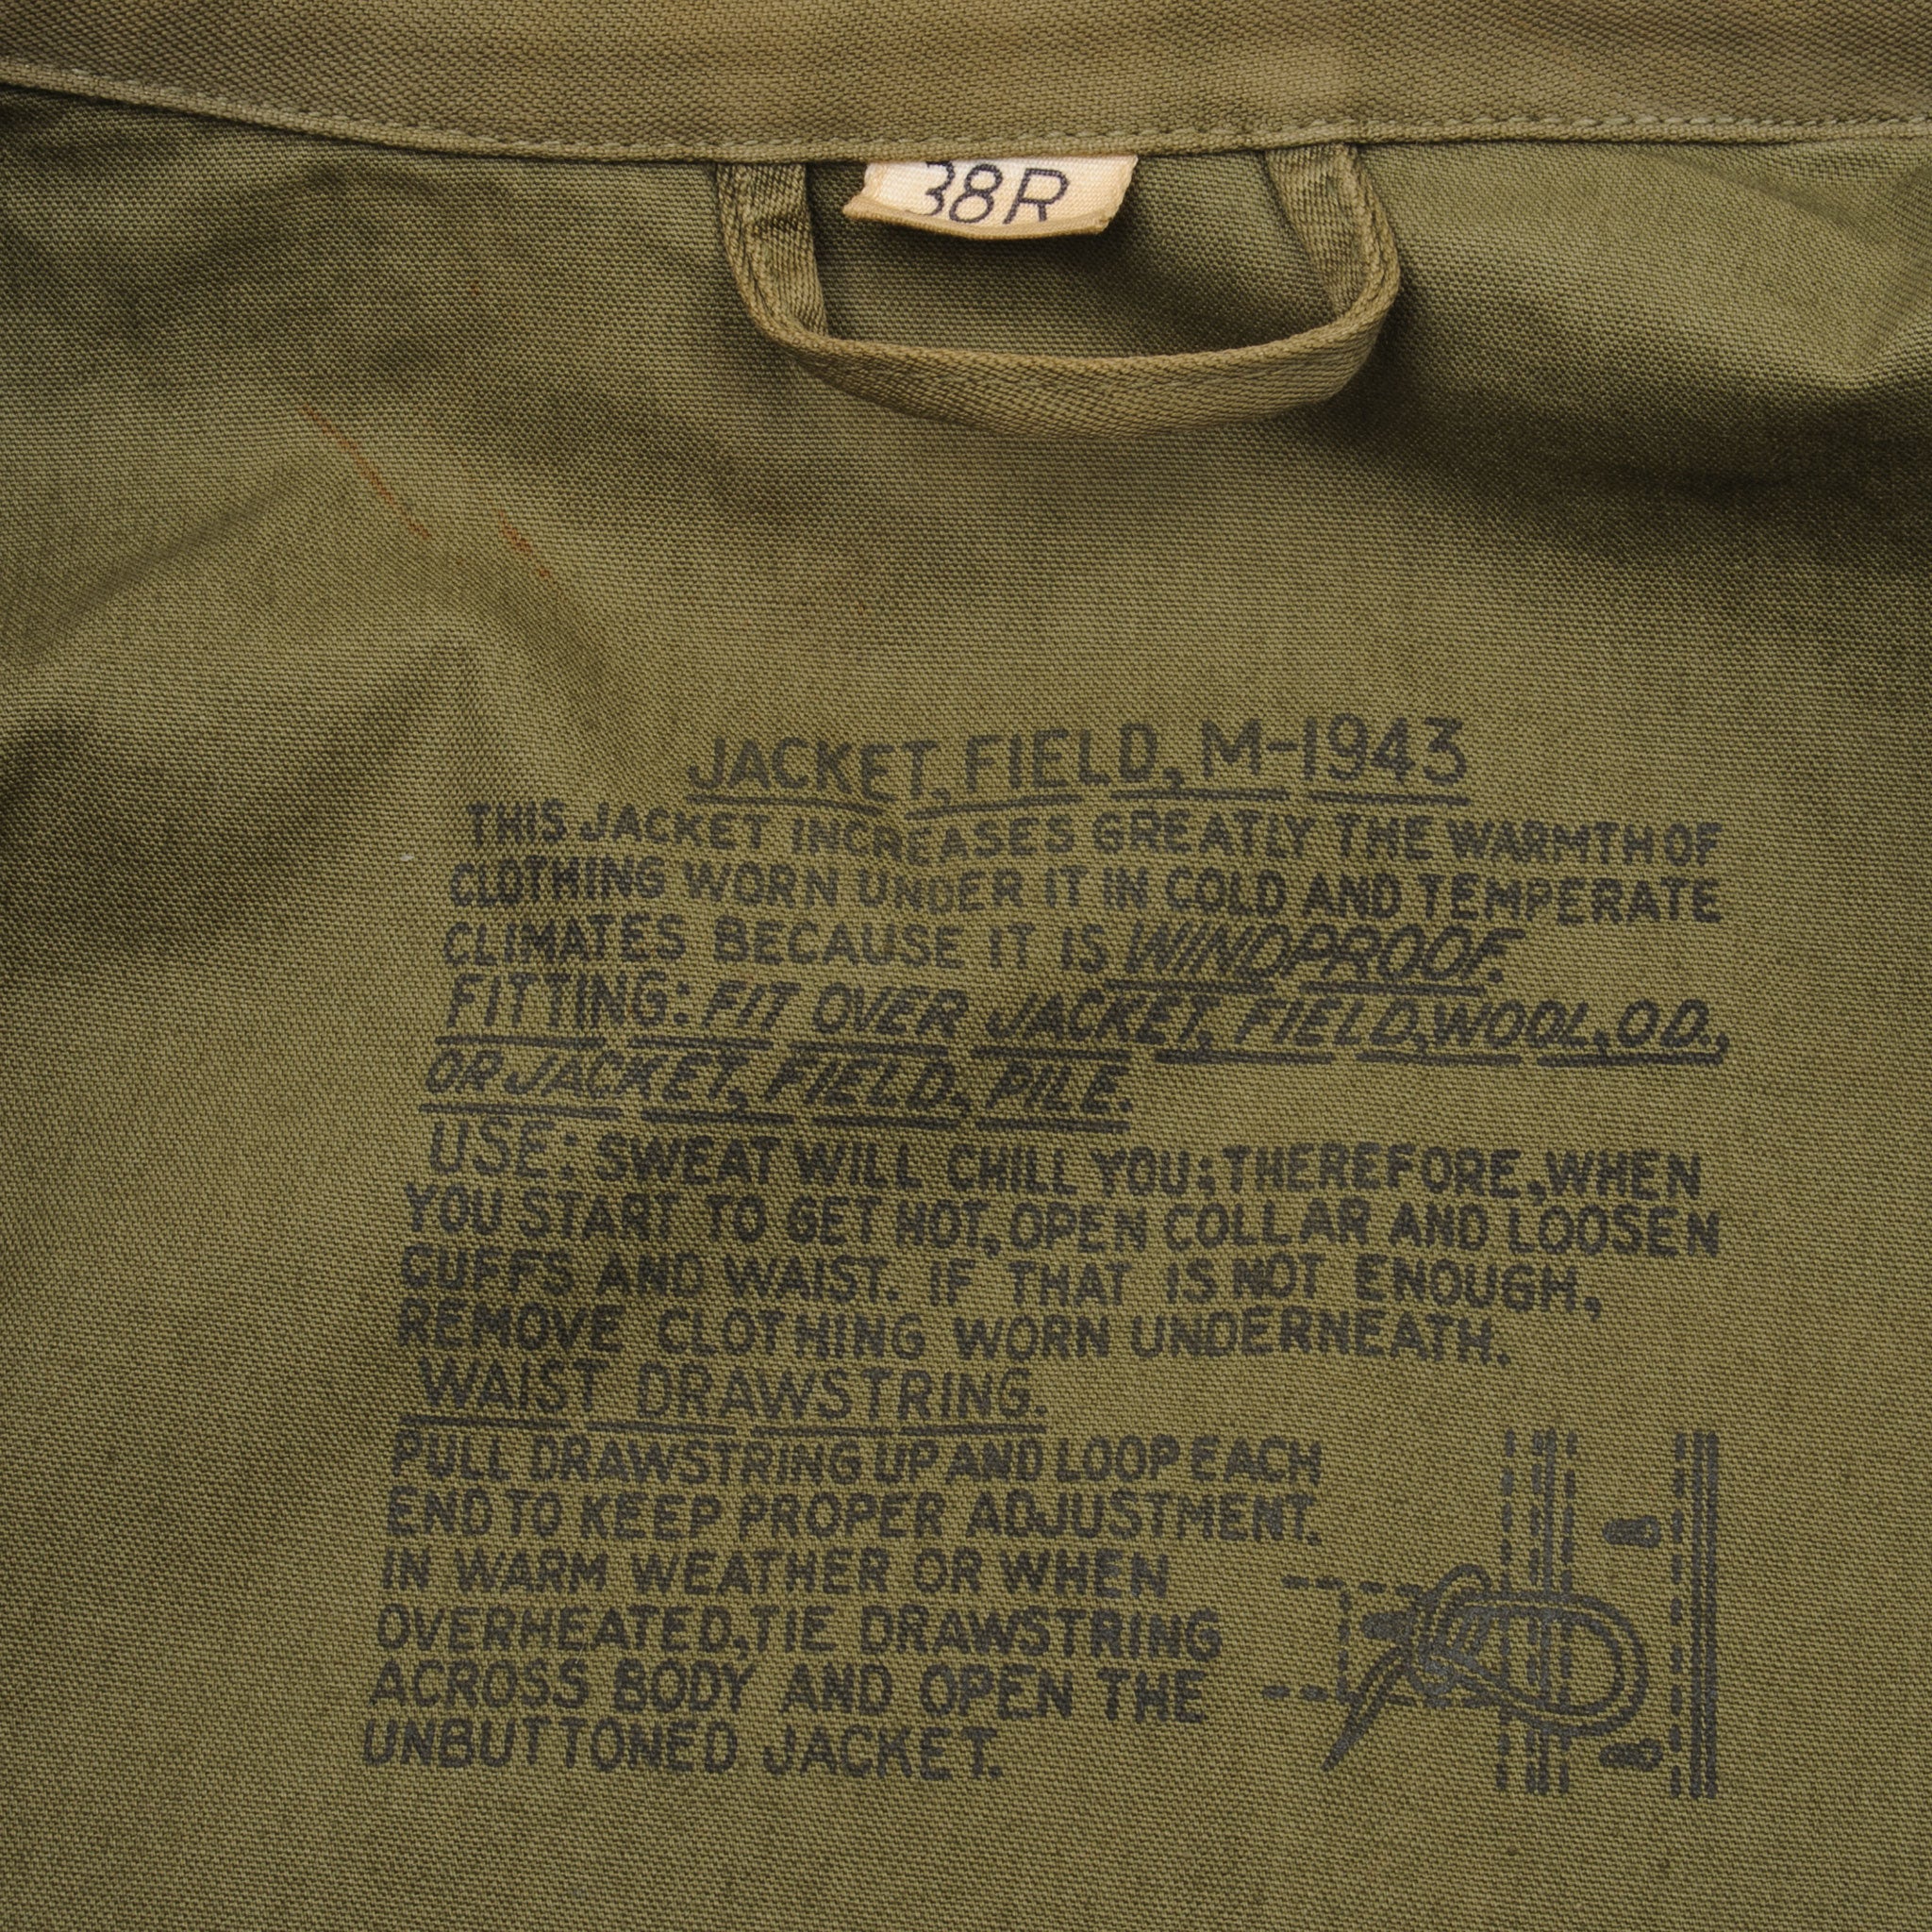 38R
JACKET, FIELD, M-1943
THIS JACKET INCREASES GREATLY THE WARMTH OF
CLOTHING WORN UNDER IT IN COLD AND TEMPERATE
CLIMATES BECAUSE IT IS WINDPROOF.
FITTING: FIT OVER JACKET, FIELD, WOOL, O.D.,
OR JACKET, FIELD, PILE.
USE: SWEAT WILL CHILL YOU; THEREFORE, WHEN
YOU START TO GET HOT, OPEN COLLAR AND LOOSEN
CUFFS AND WAIST. IF THAT IS NOT ENOUGH,
REMOVE CLOTHING WORN UNDERNEATH.
WAIST DRAWSTRING.
PULL DRAWSTRING UP AND LOOP EACH
END TO KEEP PROPER ADJUSTMENT.
IN WARM WEATHER OR WHEN
OVERHEATED, TIE DRAWSTRING
ACROSS BODY AND OPEN THE
UNBUTTONED JACKET.